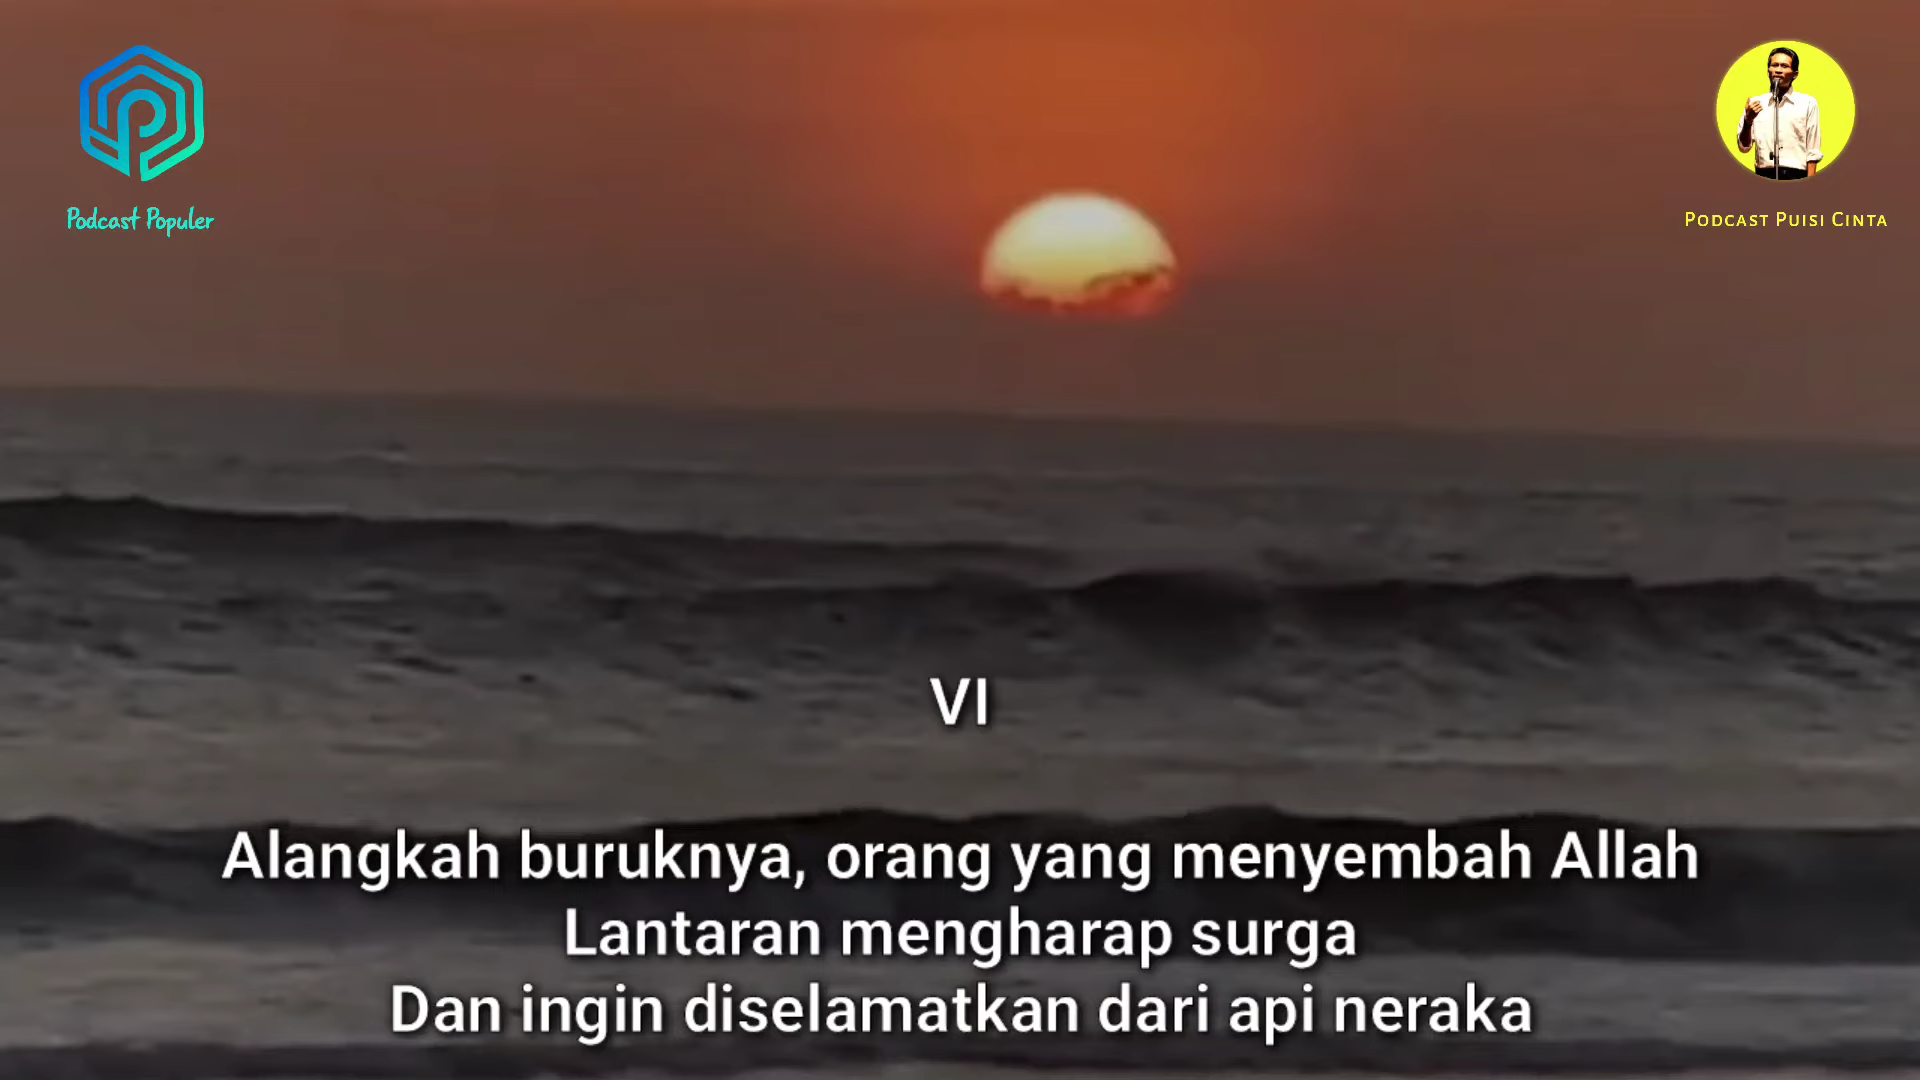 Podcast Populer
PODCAST PUISI CINTA
VI
Alangkah buruknya, orang yang menyembah Allah
Lantaran mengharap surga
Dan ingin diselamatkan dari api neraka